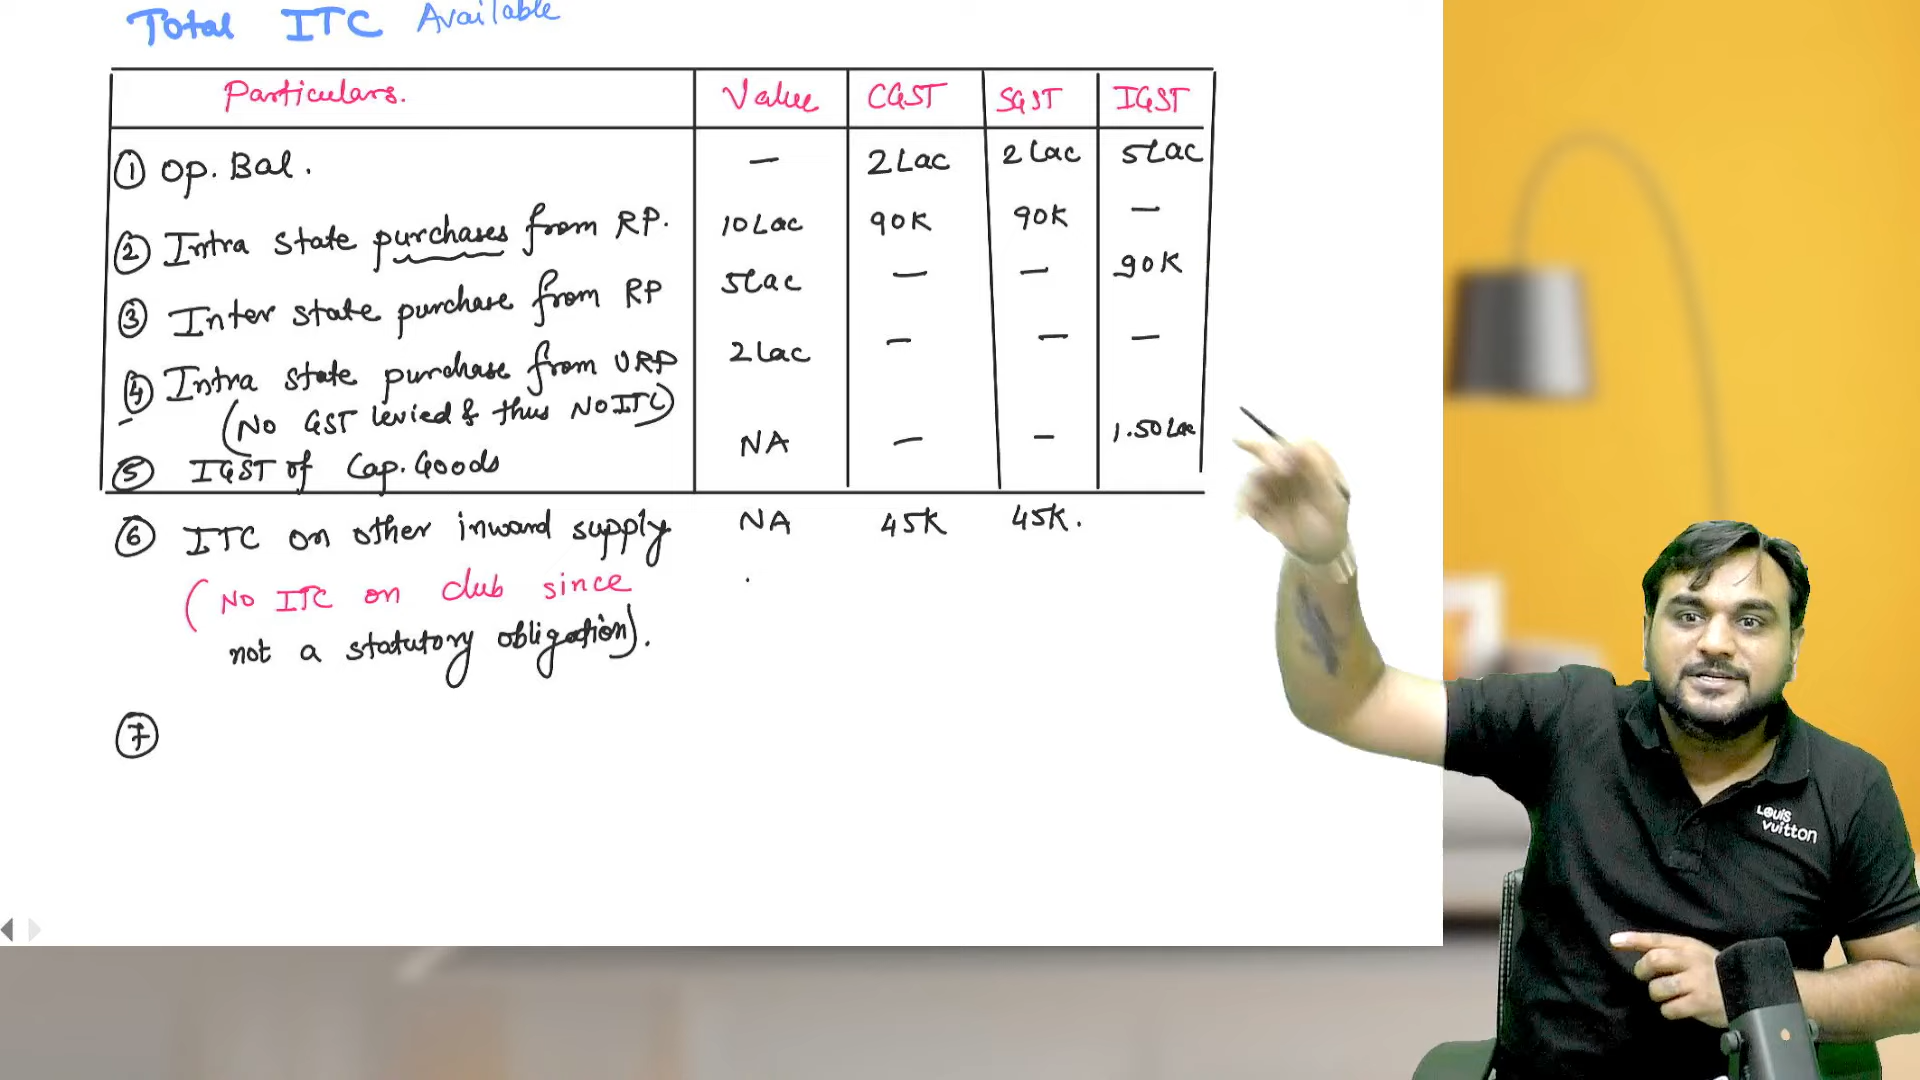 Total ITC Available
Particulars. Value CGST SGST IGST
① Op. Bal. — 2 Lac 2 Lac 5 Lac
② Intra state purchases from RP. 10 Lac 90K 90K —
③ Inter state purchase from RP 5 Lac — — 90K
④ Intra state purchase from URP 2 Lac — — —
(No GST levied & thus NO ITC)
⑤ IGST of Cap. Goods NA — — 1.50 Lac
⑥ ITC on other inward supply NA 45K 45K.
(NO ITC on club since
not a statutory obligation).
⑦
Louis
vuitton